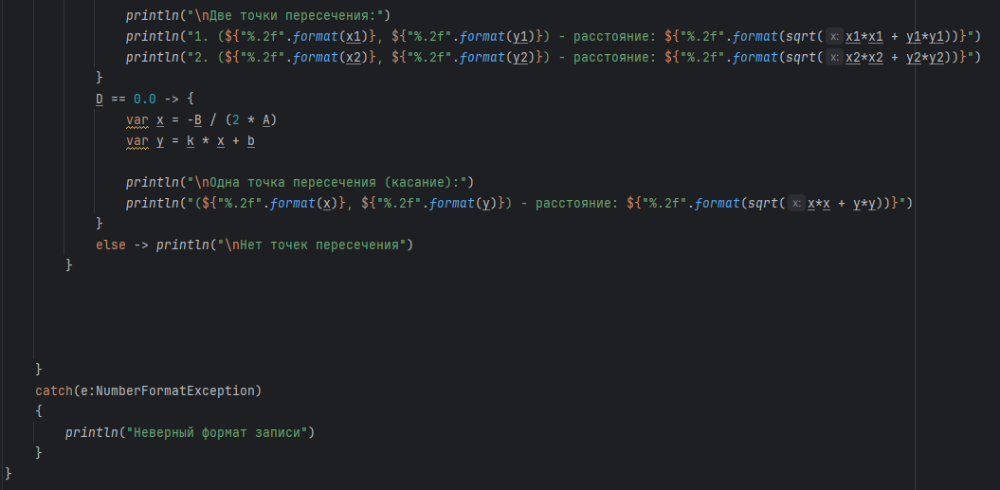 println("\nДве точки пересечения:")
println("1. (${"%.2f".format(x1)}, ${"%.2f".format(y1)}) - расстояние: ${"%.2f".format(sqrt( x: x1*x1 + y1*y1))}")
println("2. (${"%.2f".format(x2)}, ${"%.2f".format(y2)}) - расстояние: ${"%.2f".format(sqrt( x: x2*x2 + y2*y2))}")
}
D == 0.0 -> {
var x = -B / (2 * A)
var y = k * x + b
println("\nОдна точка пересечения (касание):")
println("(${"%.2f".format(x)}, ${"%.2f".format(y)}) - расстояние: ${"%.2f".format(sqrt( x: x*x + y*y))}")
}
else -> println("\nНет точек пересечения")
}
}
catch(e:NumberFormatException)
{
println("Неверный формат записи")
}
}